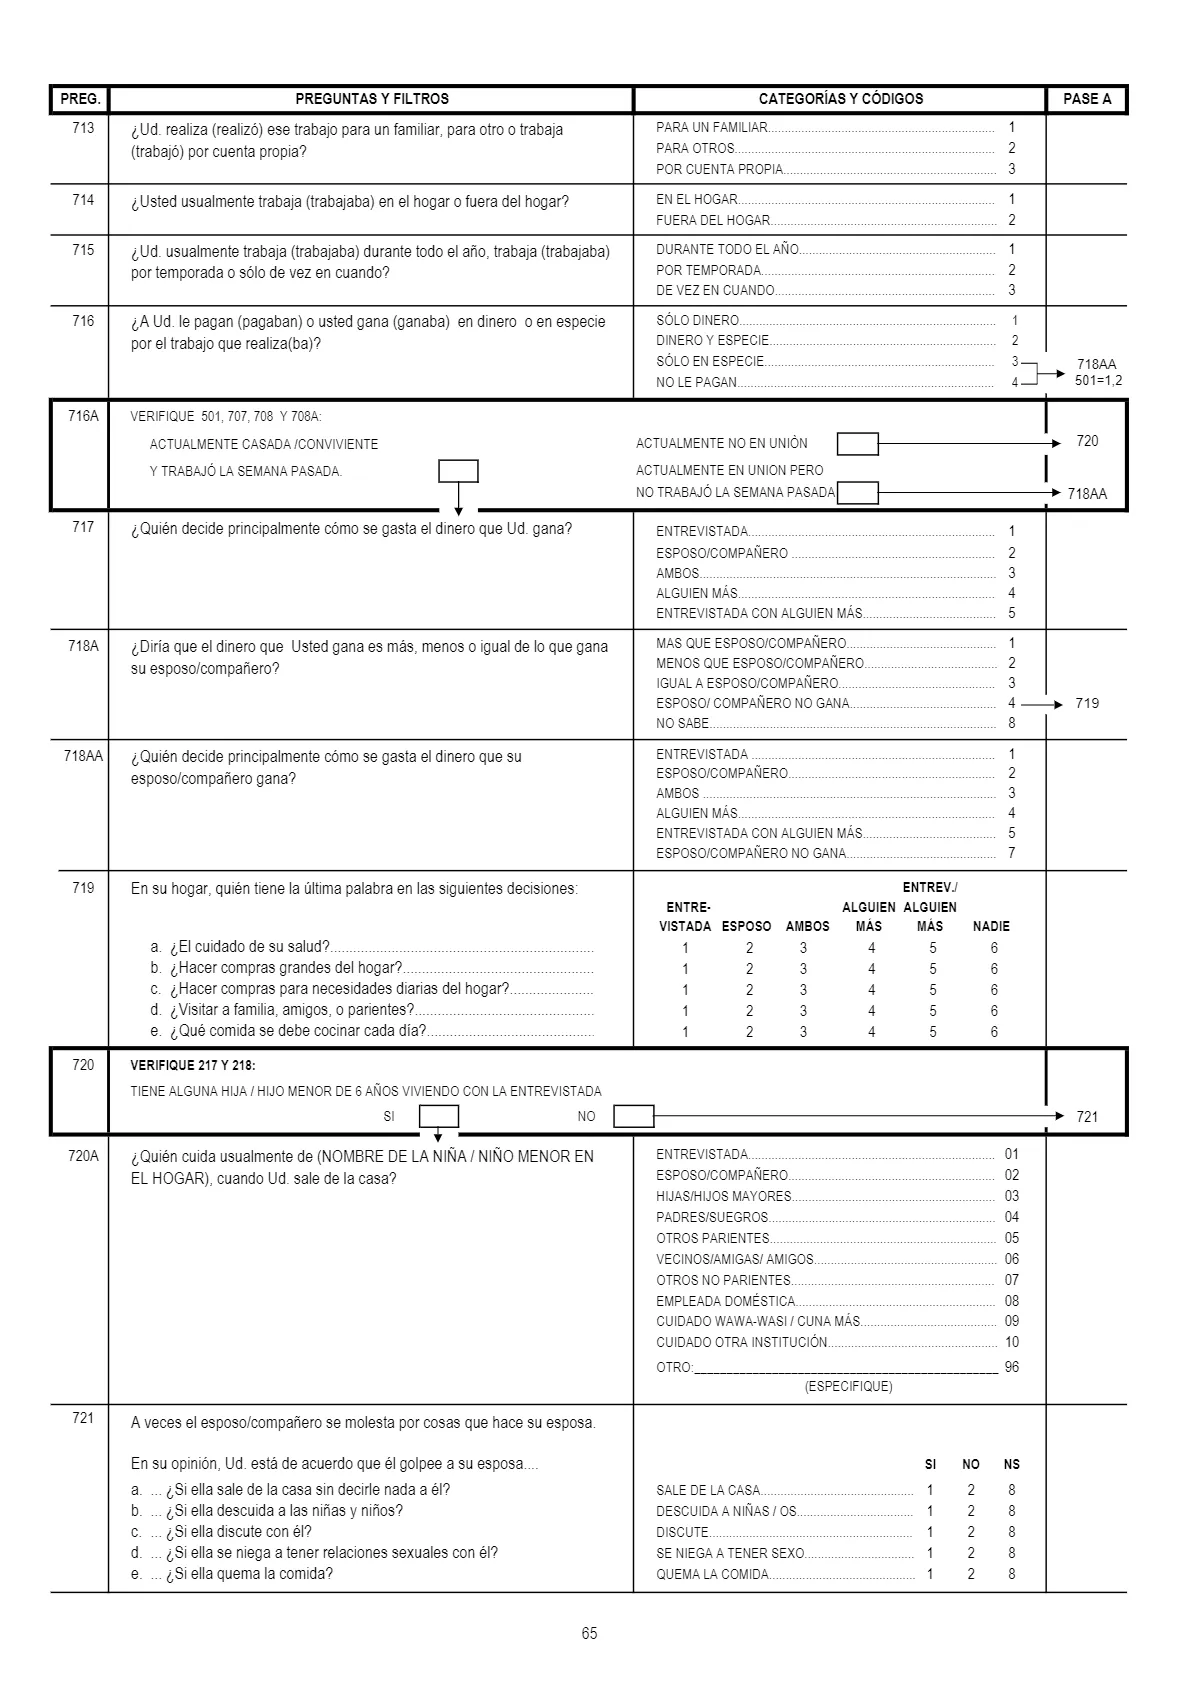 PREG. PREGUNTAS Y FILTROS CATEGORÍAS Y CÓDIGOS PASE A
713 ¿Ud. realiza (realizó) ese trabajo para un familiar, para otro o trabaja
(trabajó) por cuenta propia?
PARA UN FAMILIAR 1
PARA OTROS 2
POR CUENTA PROPIA 3
714 ¿Usted usualmente trabaja (trabajaba) en el hogar o fuera del hogar?
EN EL HOGAR 1
FUERA DEL HOGAR 2
715 ¿Ud. usualmente trabaja (trabajaba) durante todo el año, trabaja (trabajaba)
por temporada o sólo de vez en cuando?
DURANTE TODO EL AÑO 1
POR TEMPORADA 2
DE VEZ EN CUANDO 3
716 ¿A Ud. le pagan (pagaban) o usted gana (ganaba) en dinero o en especie
por el trabajo que realiza(ba)?
SÓLO DINERO 1
DINERO Y ESPECIE 2
SÓLO EN ESPECIE 3
NO LE PAGAN 4
718AA
501=1,2
716A VERIFIQUE 501, 707, 708 Y 708A:
ACTUALMENTE CASADA /CONVIVIENTE
Y TRABAJÓ LA SEMANA PASADA.
ACTUALMENTE NO EN UNIÒN 720
ACTUALMENTE EN UNION PERO
NO TRABAJÓ LA SEMANA PASADA 718AA
717 ¿Quién decide principalmente cómo se gasta el dinero que Ud. gana?
ENTREVISTADA 1
ESPOSO/COMPAÑERO 2
AMBOS 3
ALGUIEN MÁS 4
ENTREVISTADA CON ALGUIEN MÁS 5
718A ¿Diría que el dinero que Usted gana es más, menos o igual de lo que gana
su esposo/compañero?
MAS QUE ESPOSO/COMPAÑERO 1
MENOS QUE ESPOSO/COMPAÑERO 2
IGUAL A ESPOSO/COMPAÑERO 3
ESPOSO/ COMPAÑERO NO GANA 4 719
NO SABE 8
718AA ¿Quién decide principalmente cómo se gasta el dinero que su
esposo/compañero gana?
ENTREVISTADA 1
ESPOSO/COMPAÑERO 2
AMBOS 3
ALGUIEN MÁS 4
ENTREVISTADA CON ALGUIEN MÁS 5
ESPOSO/COMPAÑERO NO GANA 7
719 En su hogar, quién tiene la última palabra en las siguientes decisiones:
ENTREV./
ENTRE- ALGUIEN ALGUIEN
VISTADA ESPOSO AMBOS MÁS MÁS NADIE
a. ¿El cuidado de su salud? 1 2 3 4 5 6
b. ¿Hacer compras grandes del hogar? 1 2 3 4 5 6
c. ¿Hacer compras para necesidades diarias del hogar? 1 2 3 4 5 6
d. ¿Visitar a familia, amigos, o parientes? 1 2 3 4 5 6
e. ¿Qué comida se debe cocinar cada día? 1 2 3 4 5 6
720 VERIFIQUE 217 Y 218:
TIENE ALGUNA HIJA / HIJO MENOR DE 6 AÑOS VIVIENDO CON LA ENTREVISTADA
SI NO 721
720A ¿Quién cuida usualmente de (NOMBRE DE LA NIÑA / NIÑO MENOR EN
EL HOGAR), cuando Ud. sale de la casa?
ENTREVISTADA 01
ESPOSO/COMPAÑERO 02
HIJAS/HIJOS MAYORES 03
PADRES/SUEGROS 04
OTROS PARIENTES 05
VECINOS/AMIGAS/ AMIGOS 06
OTROS NO PARIENTES 07
EMPLEADA DOMÉSTICA 08
CUIDADO WAWA-WASI / CUNA MÁS 09
CUIDADO OTRA INSTITUCIÓN 10
OTRO: 96
(ESPECIFIQUE)
721 A veces el esposo/compañero se molesta por cosas que hace su esposa.
En su opinión, Ud. está de acuerdo que él golpee a su esposa.... SI NO NS
a. ... ¿Si ella sale de la casa sin decirle nada a él? SALE DE LA CASA 1 2 8
b. ... ¿Si ella descuida a las niñas y niños? DESCUIDA A NIÑAS / OS 1 2 8
c. ... ¿Si ella discute con él? DISCUTE 1 2 8
d. ... ¿Si ella se niega a tener relaciones sexuales con él? SE NIEGA A TENER SEXO 1 2 8
e. ... ¿Si ella quema la comida? QUEMA LA COMIDA 1 2 8
65